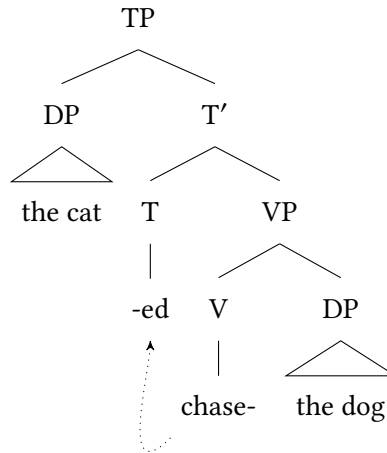 TP
DP T′
the cat T VP
-ed V DP
chase- the dog